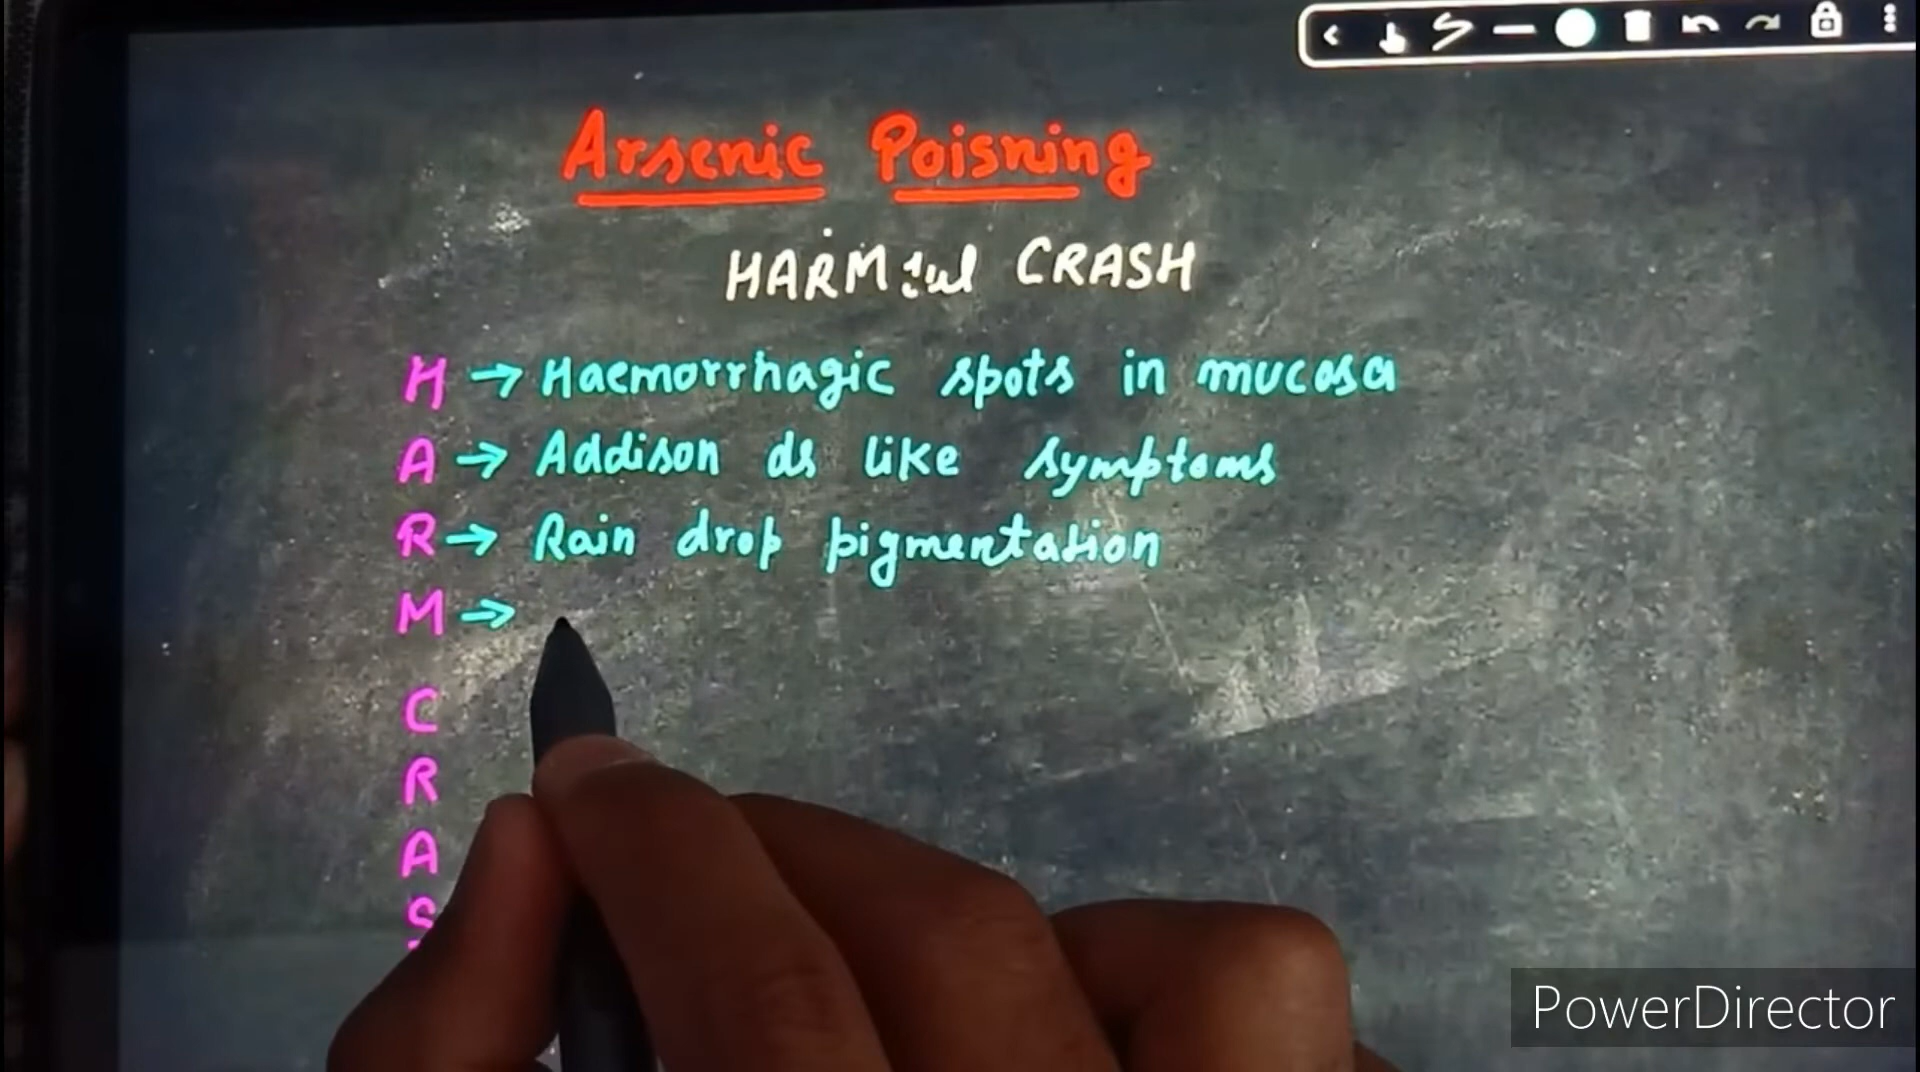 Arsenic Poisning
HARMful CRASH
H → Haemorrhagic spots in mucosa
A → Addison ds like symptoms
R → Rain drop pigmentation
M →
C
R
A
S
PowerDirector